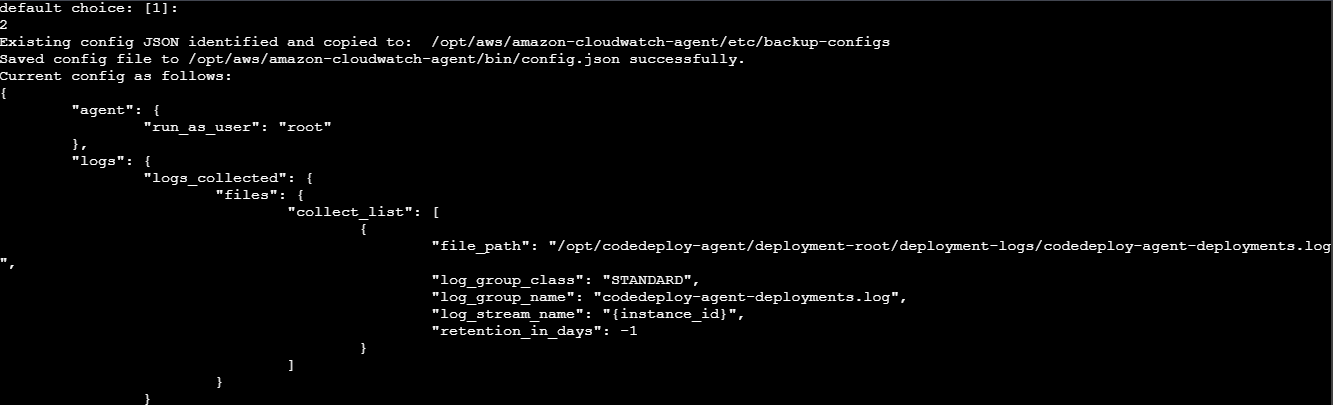 default choice: [1]:
2
Existing config JSON identified and copied to:  /opt/aws/amazon-cloudwatch-agent/etc/backup-configs
Saved config file to /opt/aws/amazon-cloudwatch-agent/bin/config.json successfully.
Current config as follows:
{
        "agent": {
                "run_as_user": "root"
        },
        "logs": {
                "logs_collected": {
                        "files": {
                                "collect_list": [
                                        {
                                                "file_path": "/opt/codedeploy-agent/deployment-root/deployment-logs/codedeploy-agent-deployments.log
",
                                                "log_group_class": "STANDARD",
                                                "log_group_name": "codedeploy-agent-deployments.log",
                                                "log_stream_name": "{instance_id}",
                                                "retention_in_days": -1
                                        }
                                ]
                        }
                }